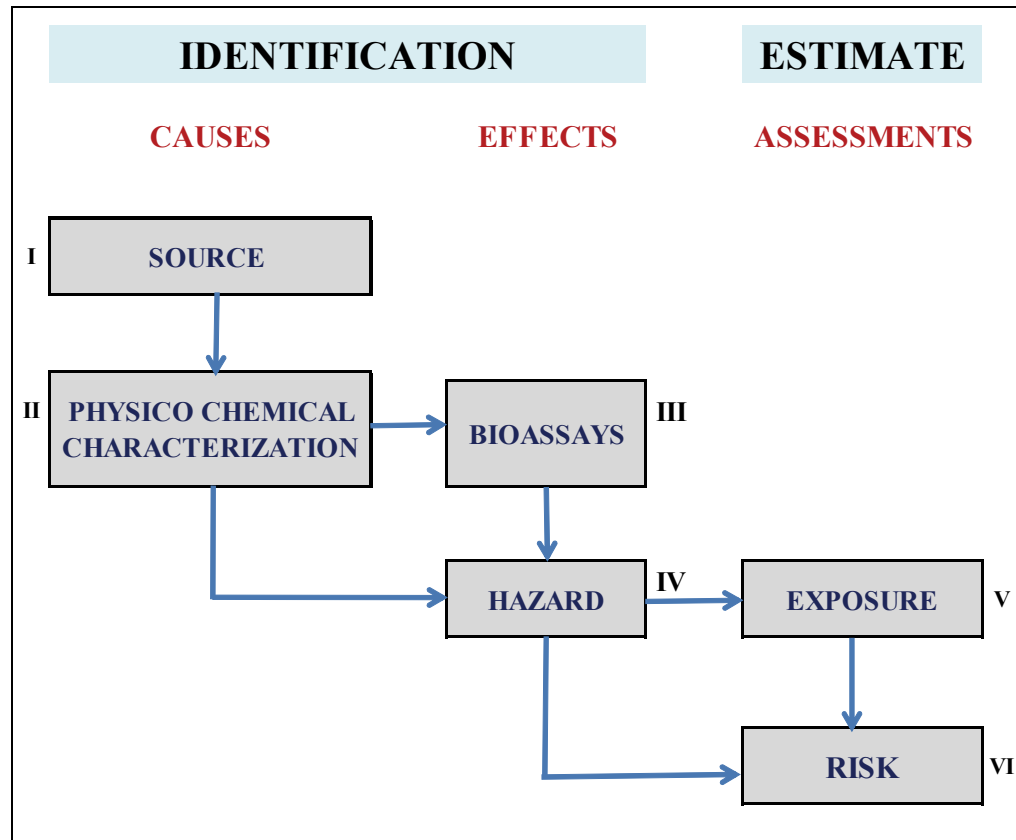 IDENTIFICATION
ESTIMATE
CAUSES
EFFECTS
ASSESSMENTS
I
SOURCE
II
PHYSICO CHEMICAL
CHARACTERIZATION
BIOASSAYS
III
HAZARD
IV
EXPOSURE
V
RISK
VI